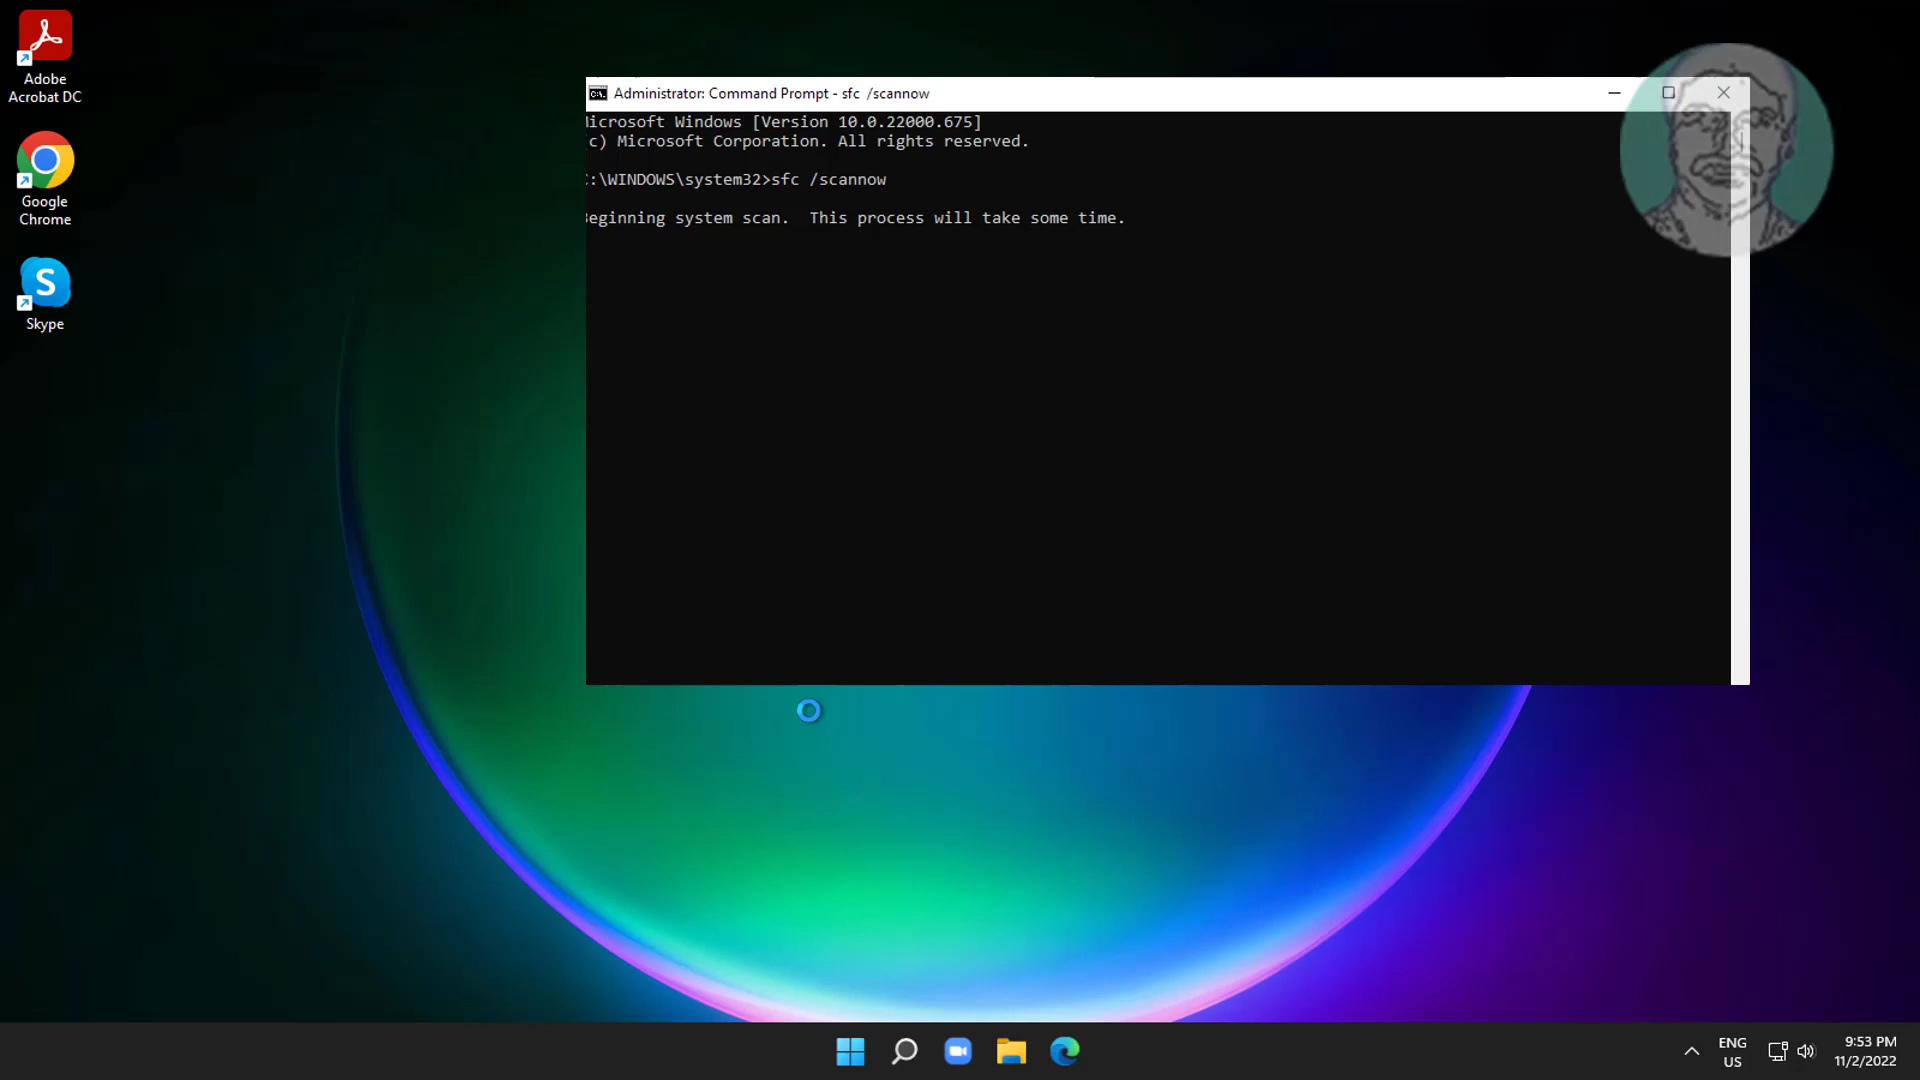 Adobe
Acrobat DC
Google
Chrome
S
Skype
Administrator: Command Prompt - sfc  /scannow
Microsoft Windows [Version 10.0.22000.675]
(c) Microsoft Corporation. All rights reserved.
C:\WINDOWS\system32>sfc /scannow
Beginning system scan.  This process will take some time.
ENG
US
9:53 PM
11/2/2022